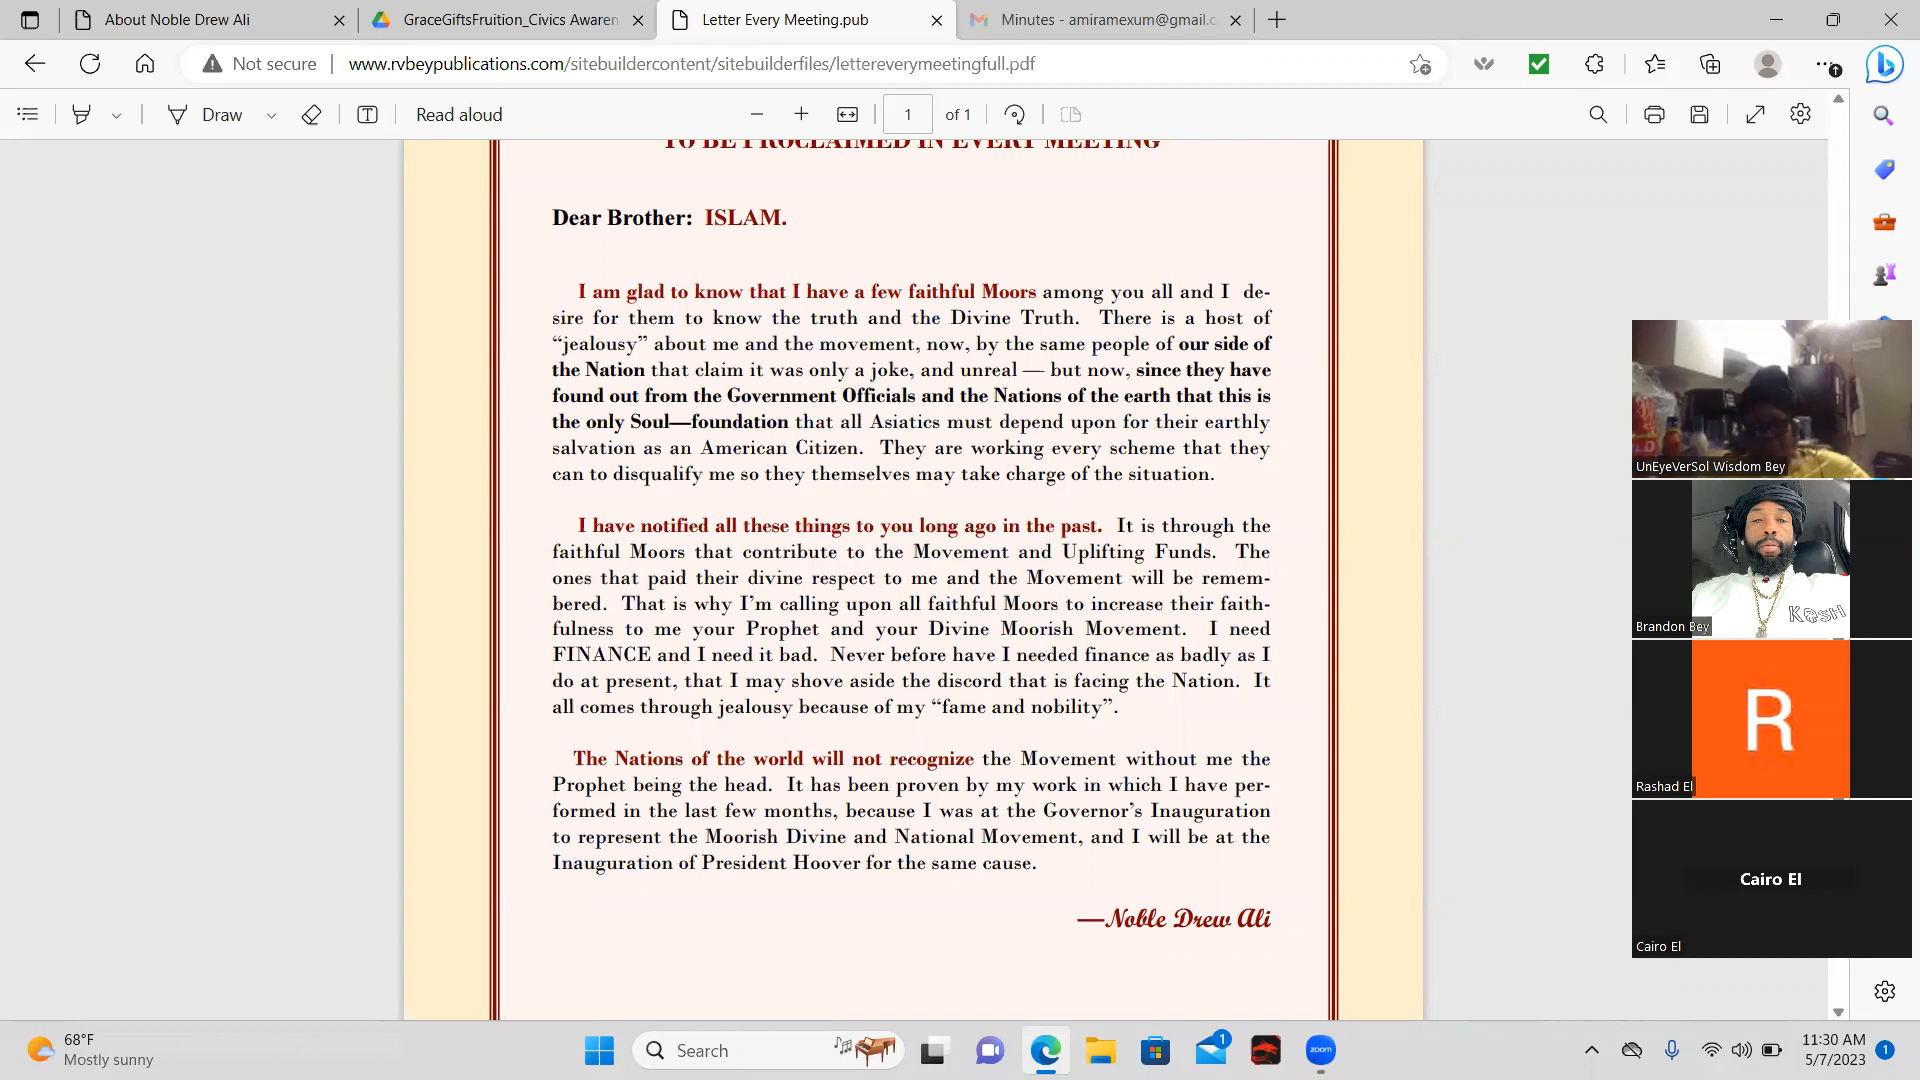 About Noble Drew Ali
GraceGiftsFruition_Civics Awaren
Letter Every Meeting.pub
Minutes - amiramexum@gmail.c
Not secure
www.rvbeypublications.com/sitebuildercontent/sitebuilderfiles/lettereverymeetingfull.pdf
Draw
Read aloud
1
of 1
TO BE PROCLAIMED IN EVERY MEETING
Dear Brother: ISLAM.
I am glad to know that I have a few faithful Moors among you all and I de-
sire for them to know the truth and the Divine Truth. There is a host of
“jealousy” about me and the movement, now, by the same people of our side of
the Nation that claim it was only a joke, and unreal — but now, since they have
found out from the Government Officials and the Nations of the earth that this is
the only Soul—foundation that all Asiatics must depend upon for their earthly
salvation as an American Citizen. They are working every scheme that they
can to disqualify me so they themselves may take charge of the situation.
I have notified all these things to you long ago in the past. It is through the
faithful Moors that contribute to the Movement and Uplifting Funds. The
ones that paid their divine respect to me and the Movement will be remem-
bered. That is why I’m calling upon all faithful Moors to increase their faith-
fulness to me your Prophet and your Divine Moorish Movement. I need
FINANCE and I need it bad. Never before have I needed finance as badly as I
do at present, that I may shove aside the discord that is facing the Nation. It
all comes through jealousy because of my “fame and nobility”.
The Nations of the world will not recognize the Movement without me the
Prophet being the head. It has been proven by my work in which I have per-
formed in the last few months, because I was at the Governor’s Inauguration
to represent the Moorish Divine and National Movement, and I will be at the
Inauguration of President Hoover for the same cause.
—Noble Drew Ali
UnEyeVerSol Wisdom Bey
KOSH
Brandon Bey
R
Rashad El
Cairo El
Cairo El
68°F
Mostly sunny
Search
1
zoom
11:30 AM
5/7/2023
1